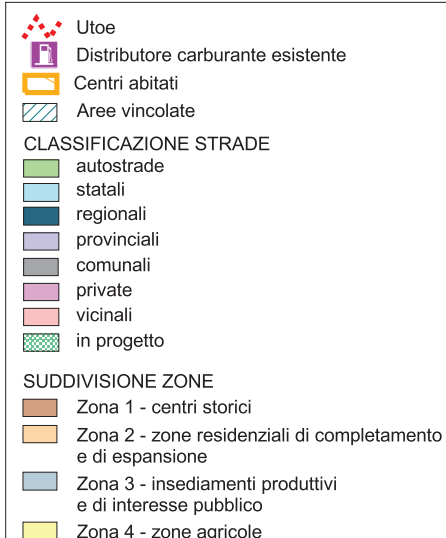 Utoe
Distributore carburante esistente
Centri abitati
Aree vincolate
CLASSIFICAZIONE STRADE
autostrade
statali
regionali
provinciali
comunali
private
vicinali
in progetto
SUDDIVISIONE ZONE
Zona 1 - centri storici
Zona 2 - zone residenziali di completamento
e di espansione
Zona 3 - insediamenti produttivi
e di interesse pubblico
Zona 4 - zone agricole